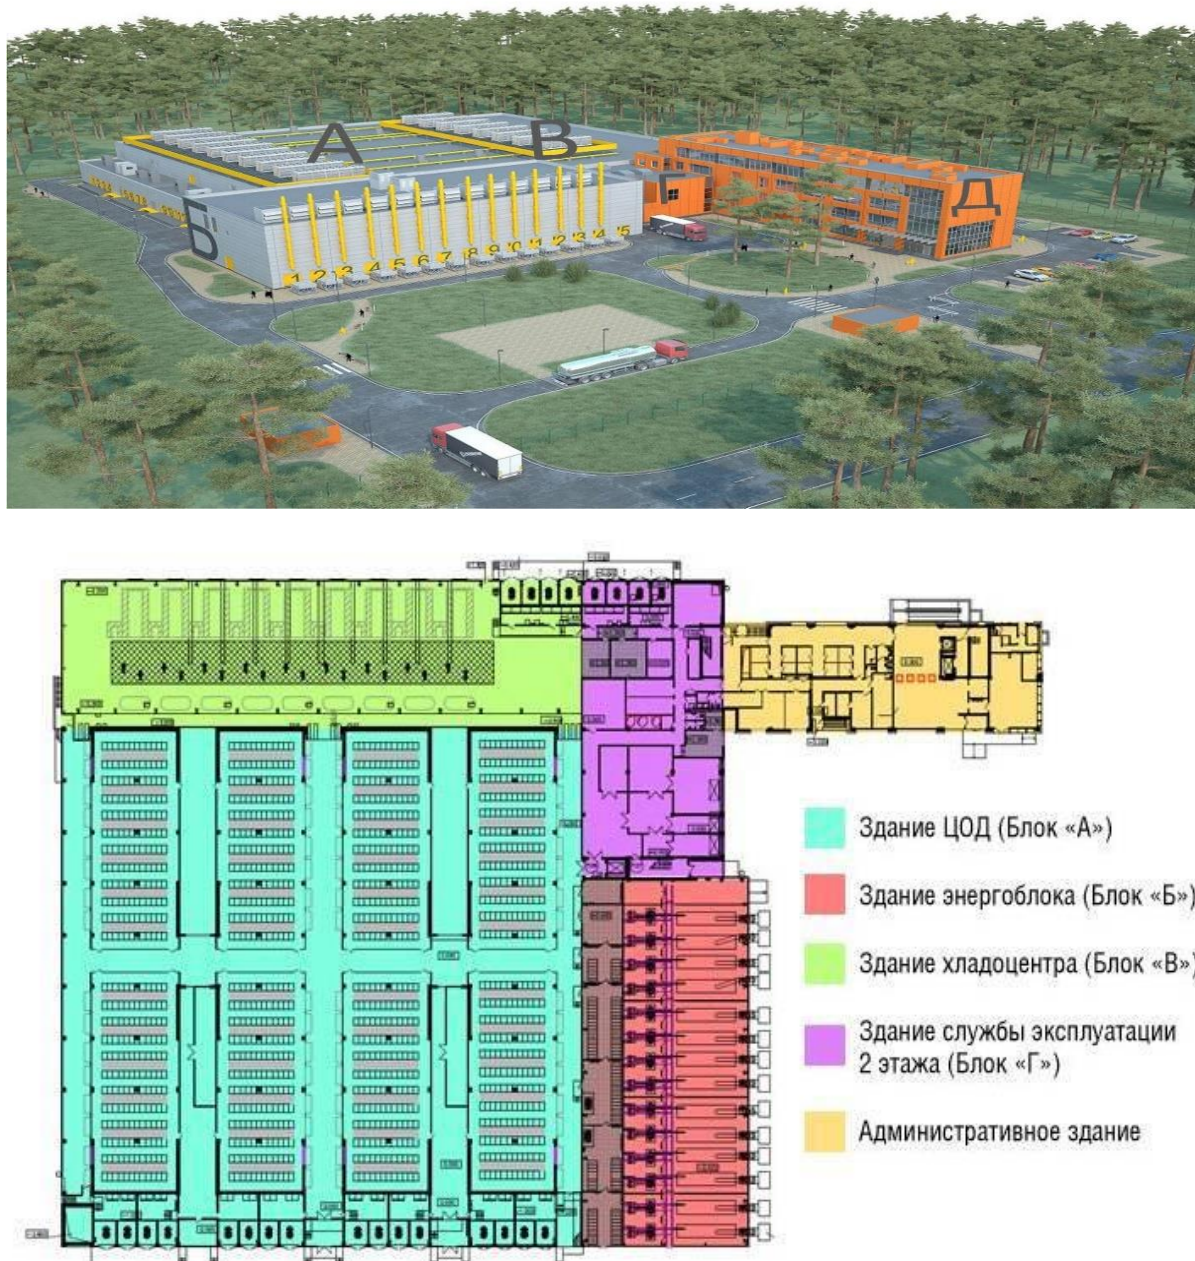 А
В
Б
Г
Д
1 2 3 4 5 6 7 8 9 10 11 12 13 14 15
Здание ЦОД (Блок «А»)
Здание энергоблока (Блок «Б»)
Здание хладоцентра (Блок «В»)
Здание службы эксплуатации
2 этажа (Блок «Г»)
Административное здание